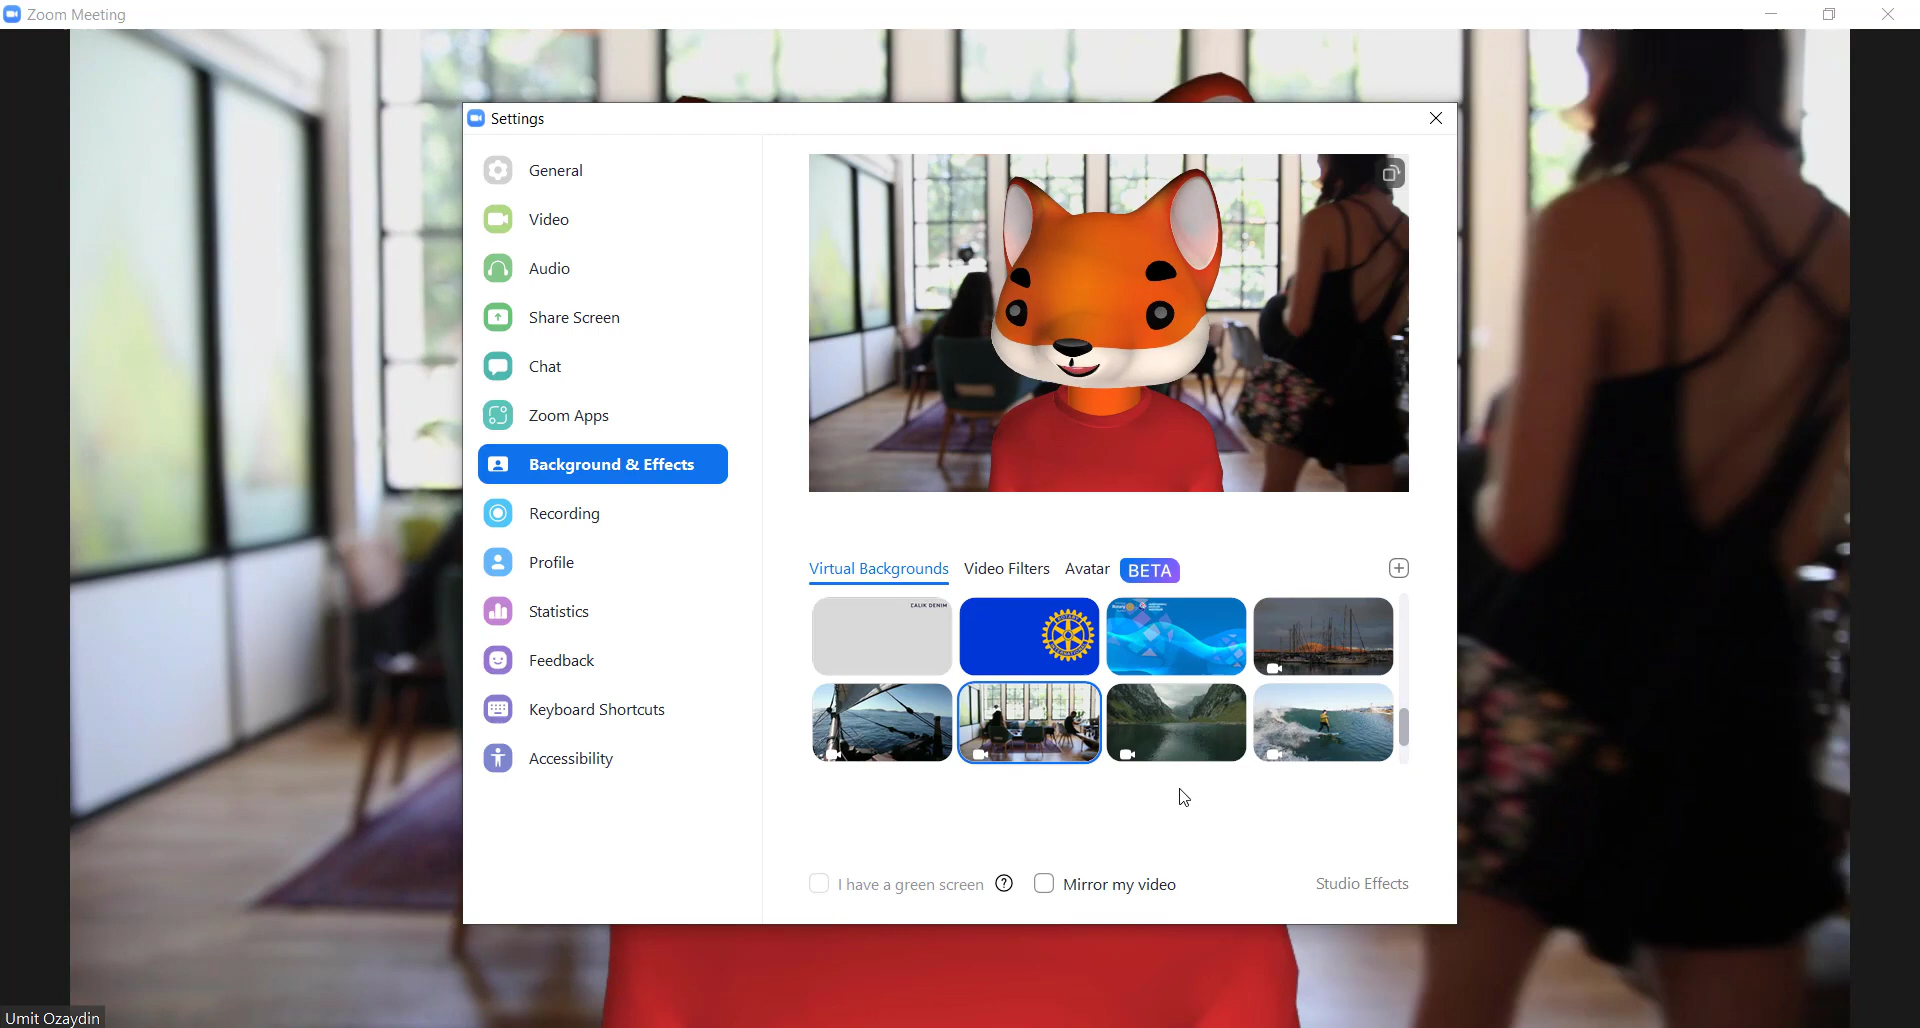 Zoom Meeting
Settings
General
Video
Audio
Share Screen
Chat
Zoom Apps
Background & Effects
Recording
Profile
Statistics
Feedback
Keyboard Shortcuts
Accessibility
Virtual Backgrounds
Video Filters
Avatar
BETA
CALIK DENIM
Rotary
I have a green screen
?
Mirror my video
Studio Effects
Umit Ozaydin